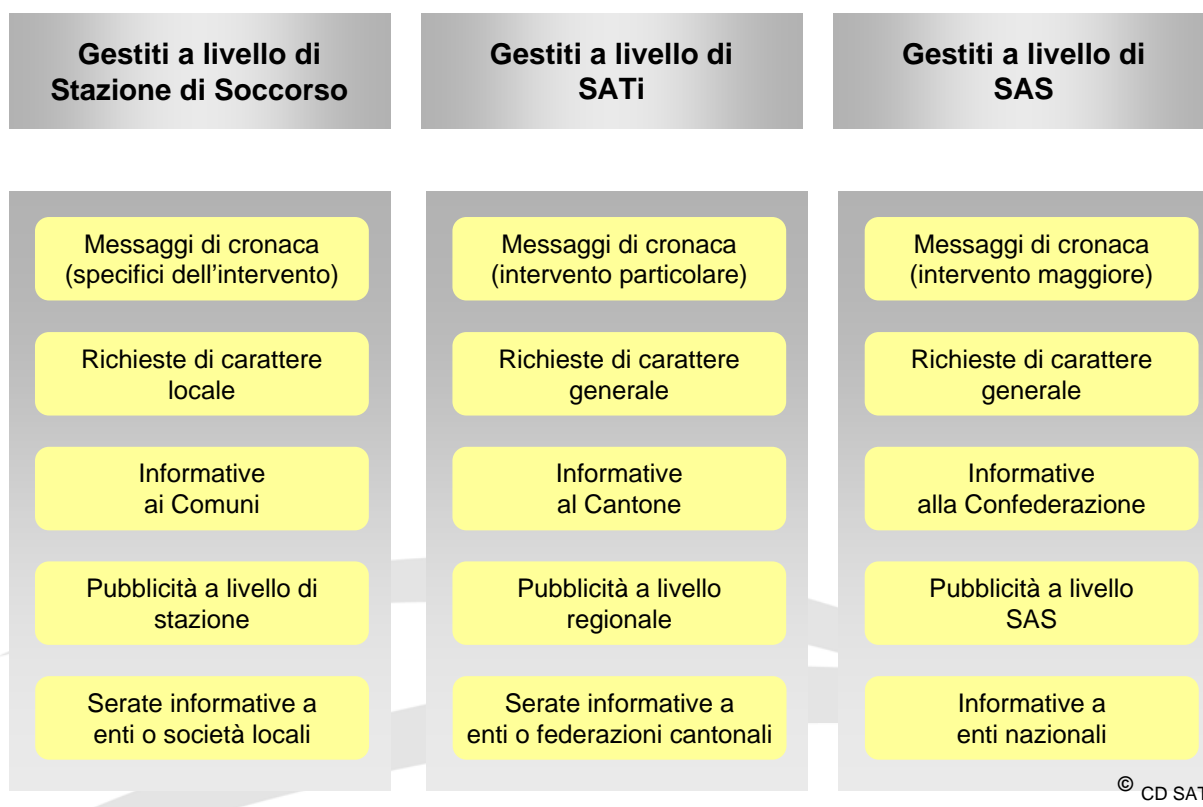 Gestiti a livello di
Stazione di Soccorso
Gestiti a livello di
SATi
Gestiti a livello di
SAS
Messaggi di cronaca
(specifici dell'intervento)
Richieste di carattere
locale
Informative
ai Comuni
Pubblicità a livello di
stazione
Serate informative a
enti o società locali
Messaggi di cronaca
(intervento particolare)
Richieste di carattere
generale
Informative
al Cantone
Pubblicità a livello
regionale
Serate informative a
enti o federazioni cantonali
Messaggi di cronaca
(intervento maggiore)
Richieste di carattere
generale
Informative
alla Confederazione
Pubblicità a livello
SAS
Informative a
enti nazionali
© CD SAT